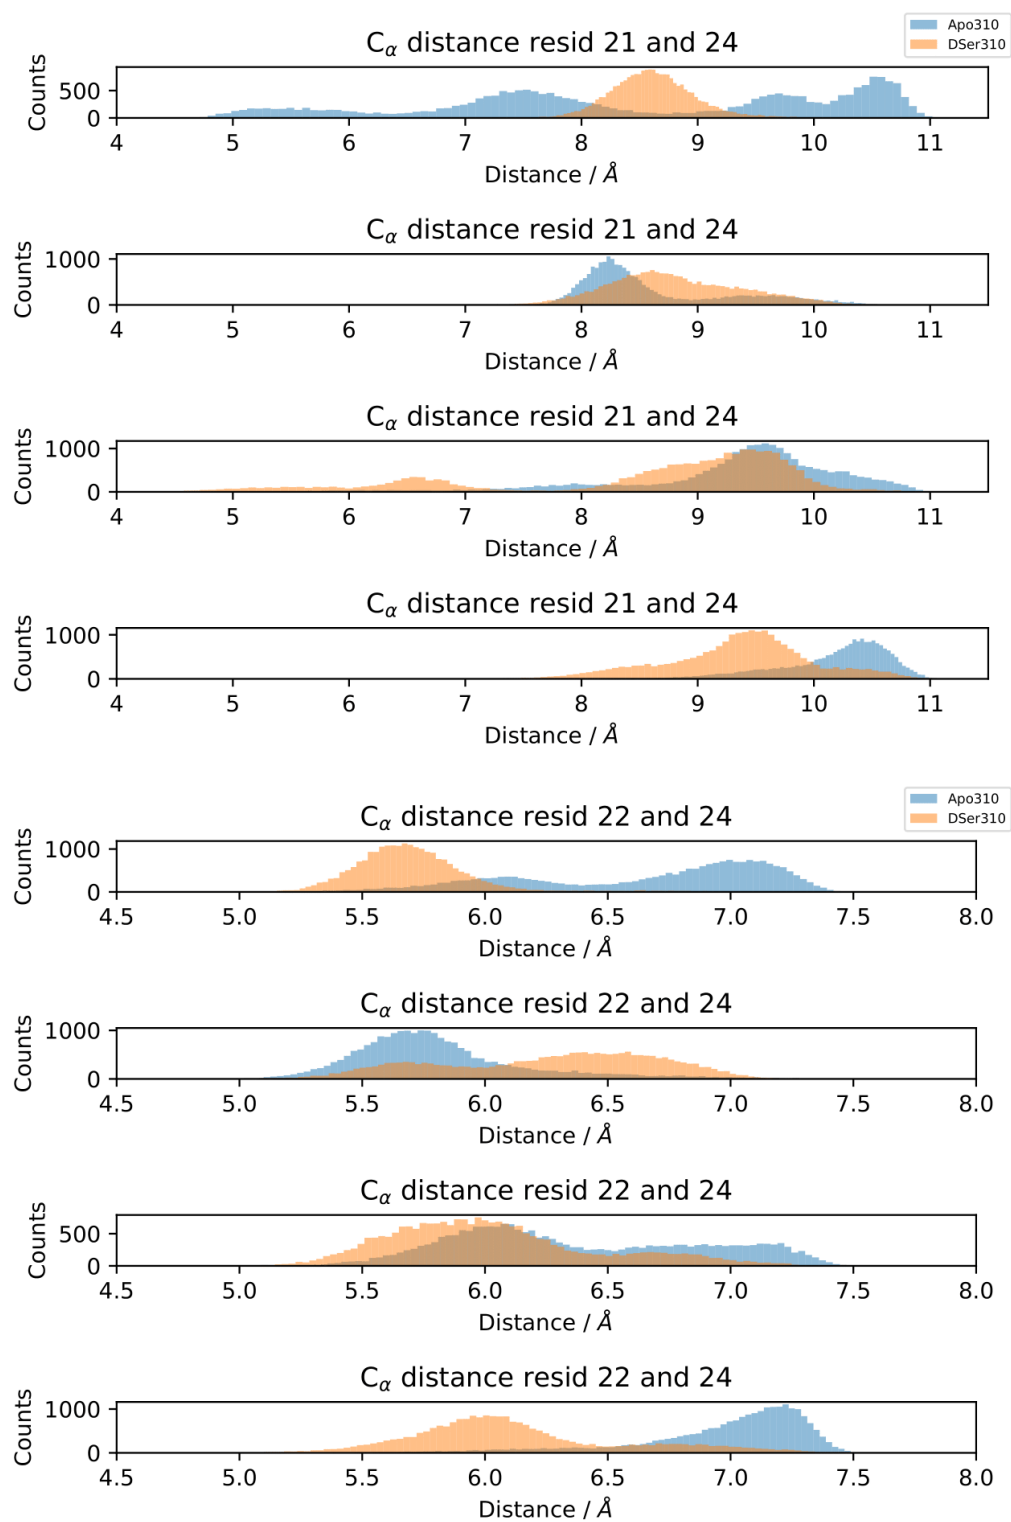 Apo310
DSer310
Cα distance resid 21 and 24
Counts
500
0
4 5 6 7 8 9 10 11
Distance / Å
Cα distance resid 21 and 24
Counts
1000
0
4 5 6 7 8 9 10 11
Distance / Å
Cα distance resid 21 and 24
Counts
1000
0
4 5 6 7 8 9 10 11
Distance / Å
Cα distance resid 21 and 24
Counts
1000
0
4 5 6 7 8 9 10 11
Distance / Å
Apo310
DSer310
Cα distance resid 22 and 24
Counts
1000
0
4.5 5.0 5.5 6.0 6.5 7.0 7.5 8.0
Distance / Å
Cα distance resid 22 and 24
Counts
1000
0
4.5 5.0 5.5 6.0 6.5 7.0 7.5 8.0
Distance / Å
Cα distance resid 22 and 24
Counts
500
0
4.5 5.0 5.5 6.0 6.5 7.0 7.5 8.0
Distance / Å
Cα distance resid 22 and 24
Counts
1000
0
4.5 5.0 5.5 6.0 6.5 7.0 7.5 8.0
Distance / Å